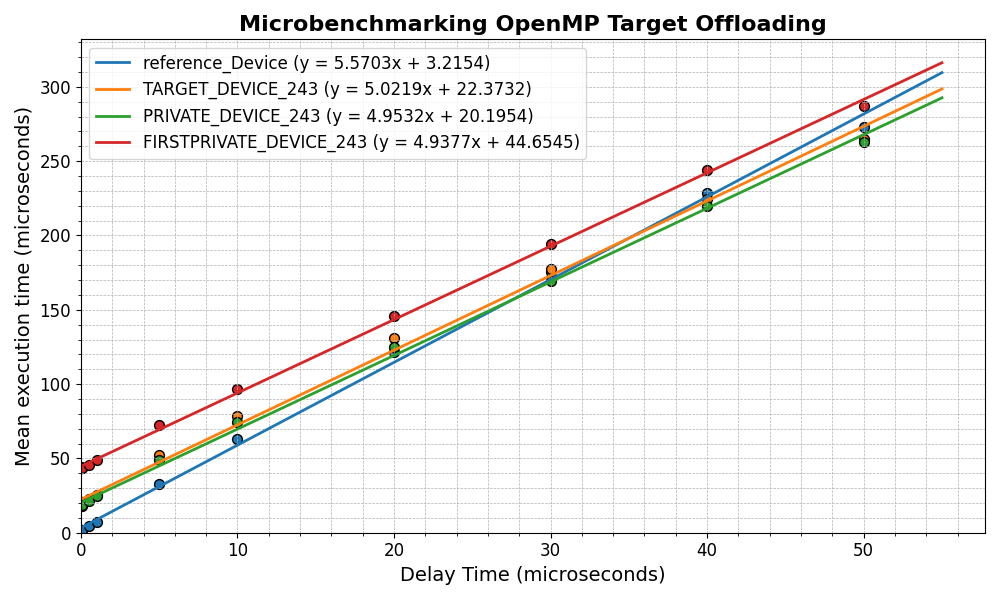 Microbenchmarking OpenMP Target Offloading
reference_Device (y = 5.5703x + 3.2154)
TARGET_DEVICE_243 (y = 5.0219x + 22.3732)
PRIVATE_DEVICE_243 (y = 4.9532x + 20.1954)
FIRSTPRIVATE_DEVICE_243 (y = 4.9377x + 44.6545)
Mean execution time (microseconds)
300
250
200
150
100
50
0
0 10 20 30 40 50
Delay Time (microseconds)